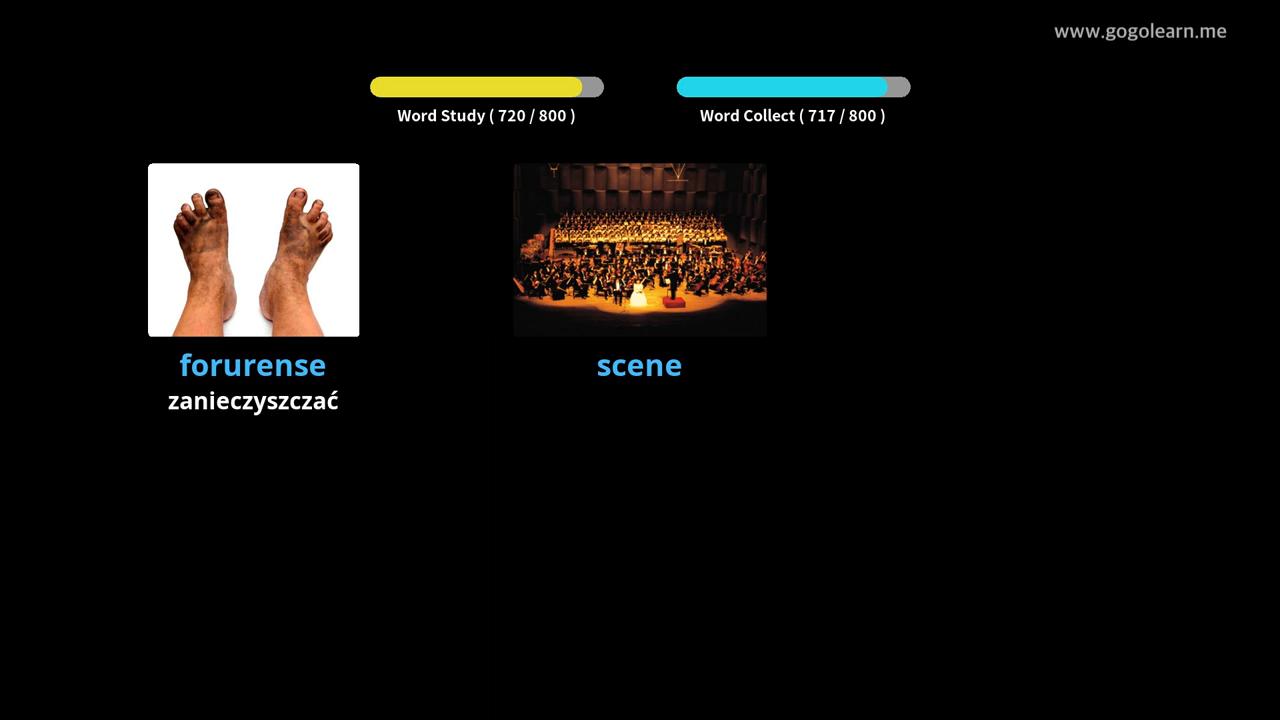 www.gogolearn.me
Word Study ( 720 / 800 )
Word Collect ( 717 / 800 )
forurense
zanieczyszczać
scene